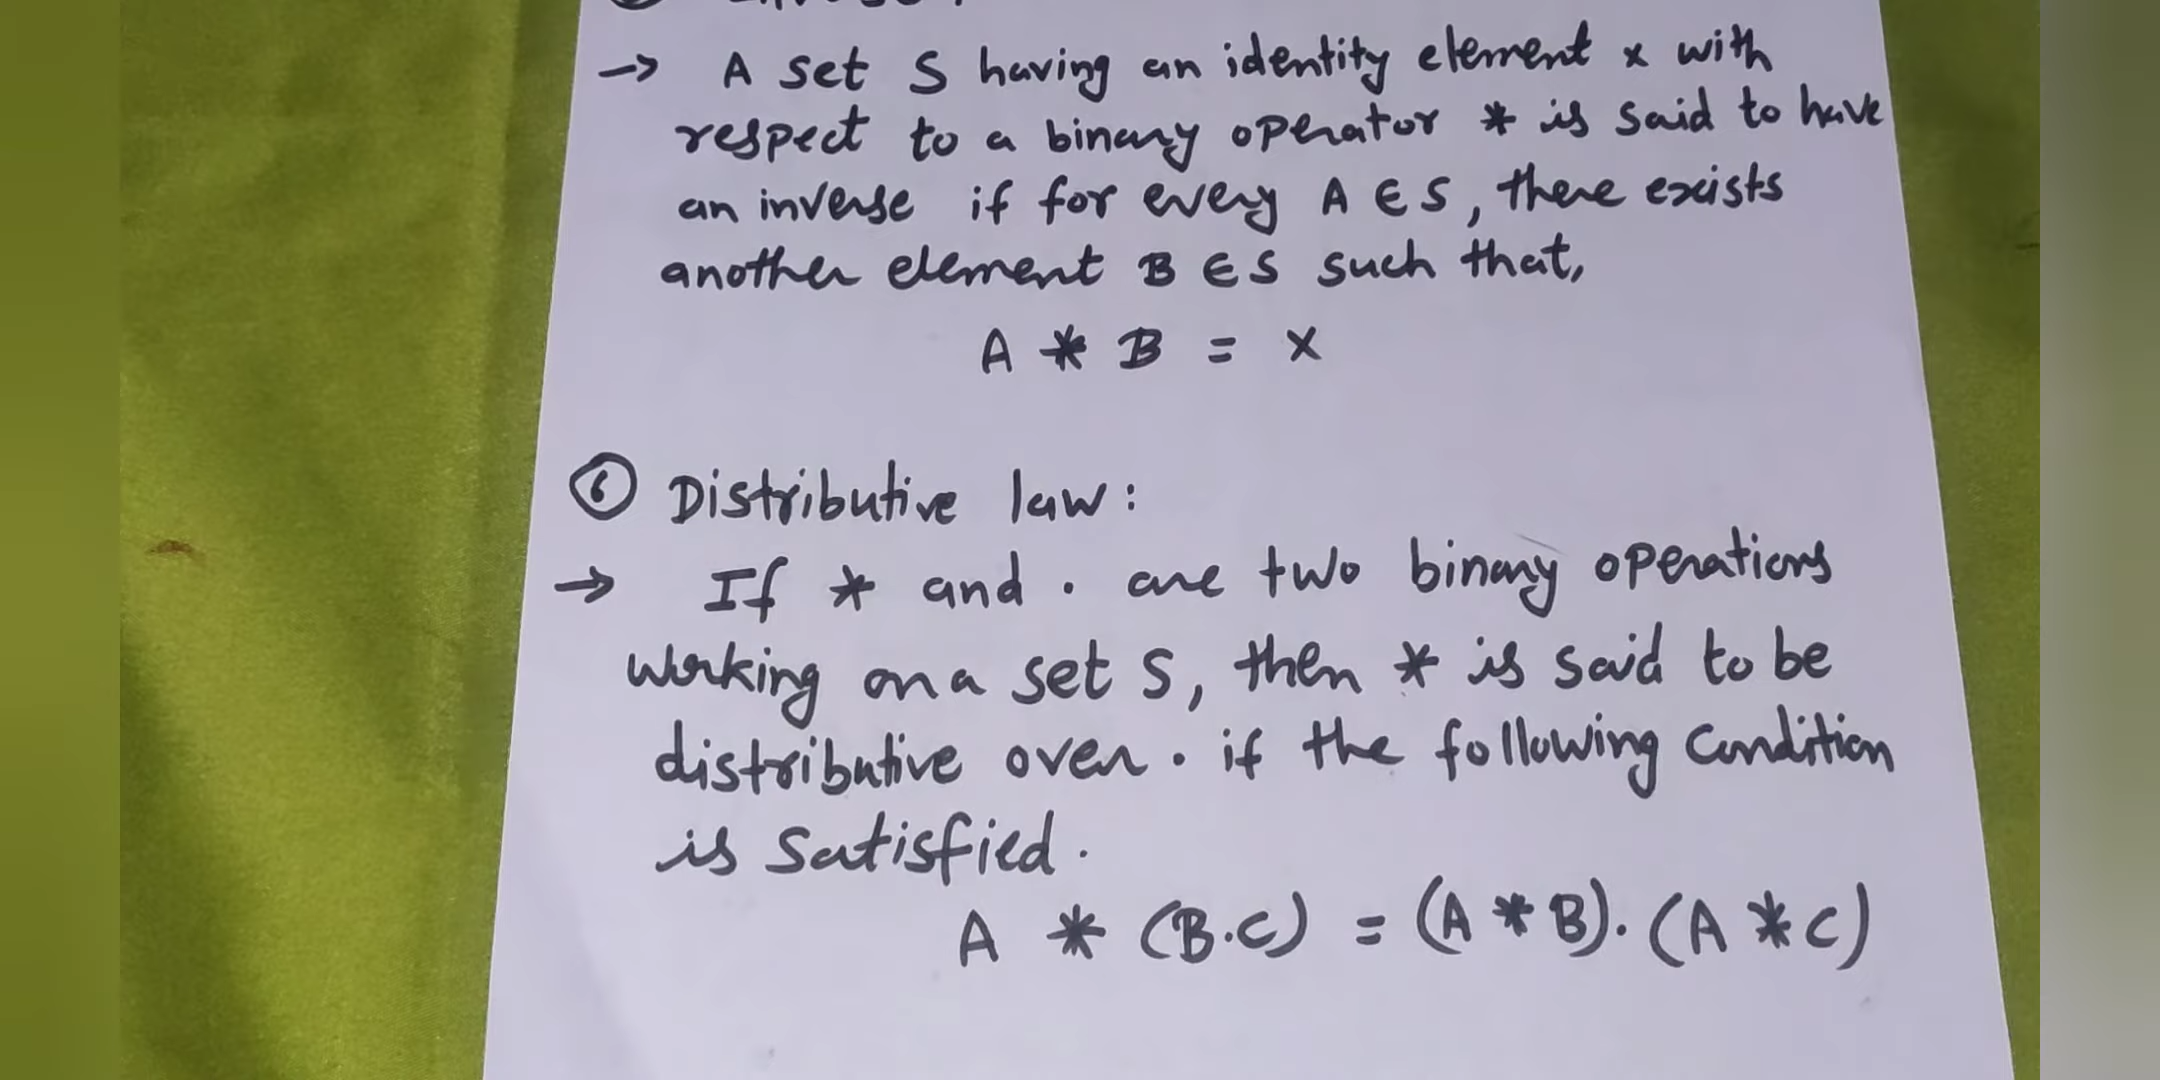 → A set S having an identity element x with
respect to a binary operator * is said to have
an inverse if for every A ∈ S, there exists
another element B ∈ S such that,
A * B = X
⑥ Distributive law:
→ If * and . are two binary operations
working on a set S, then * is said to be
distributive over . if the following condition
is satisfied.
A * (B.C) = (A * B). (A * C)